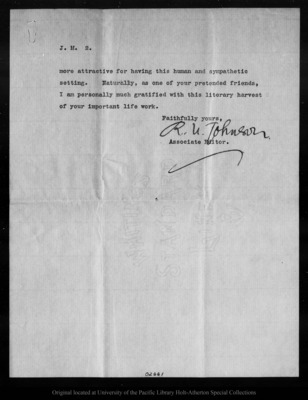 J. M. 2.
more attractive for having this human and sympathetic
setting. Naturally, as one of your pretended friends,
I am personally much gratified with this literary harvest
of your important life work.
Faithfully yours,
R. U. Johnson
Associate Editor.
Original located at University of the Pacific Library Holt-Atherton Special Collections